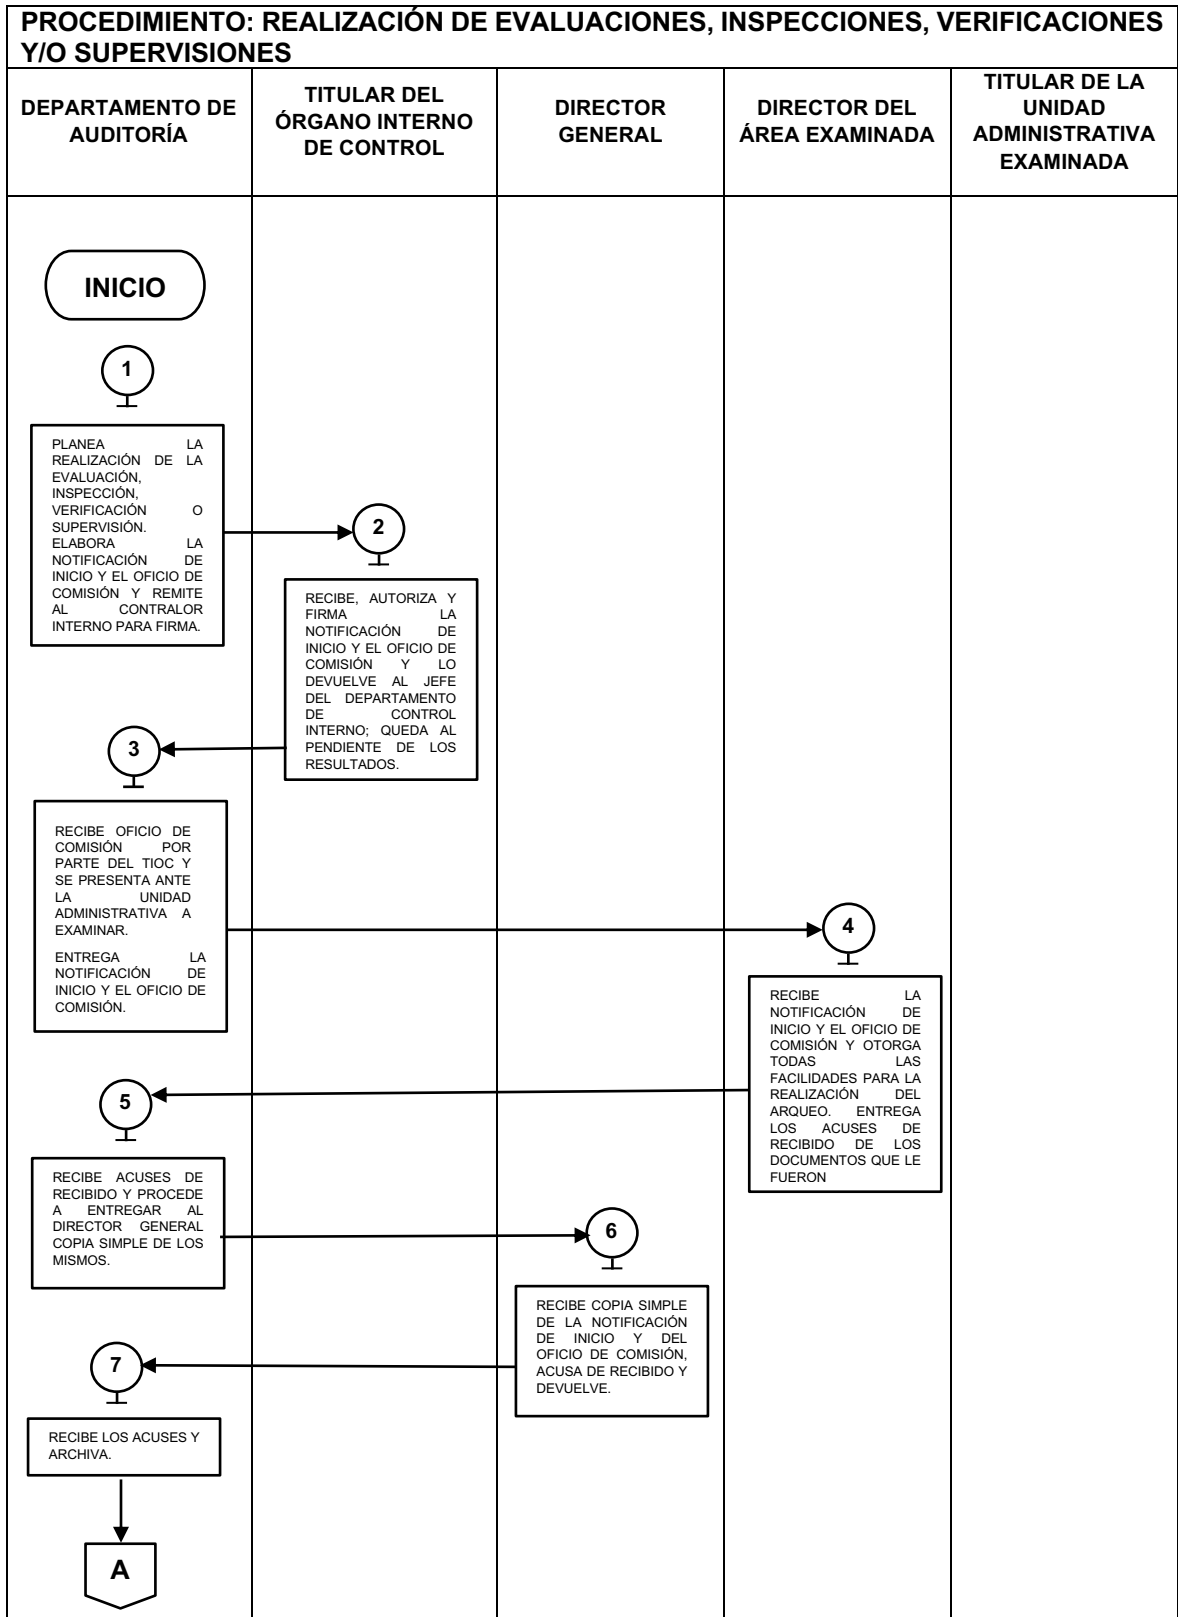 PROCEDIMIENTO: REALIZACIÓN DE EVALUACIONES, INSPECCIONES, VERIFICACIONES
Y/O SUPERVISIONES
DEPARTAMENTO DE
AUDITORÍA
TITULAR DEL
ÓRGANO INTERNO
DE CONTROL
DIRECTOR
GENERAL
DIRECTOR DEL
ÁREA EXAMINADA
TITULAR DE LA
UNIDAD
ADMINISTRATIVA
EXAMINADA
INICIO
1
PLANEA LA
REALIZACIÓN DE LA
EVALUACIÓN,
INSPECCIÓN,
VERIFICACIÓN O
SUPERVISIÓN.
ELABORA LA
NOTIFICACIÓN DE
INICIO Y EL OFICIO DE
COMISIÓN Y REMITE
AL CONTRALOR
INTERNO PARA FIRMA.
2
RECIBE, AUTORIZA Y
FIRMA LA
NOTIFICACIÓN DE
INICIO Y EL OFICIO DE
COMISIÓN Y LO
DEVUELVE AL JEFE
DEL DEPARTAMENTO
DE CONTROL
INTERNO; QUEDA AL
PENDIENTE DE LOS
RESULTADOS.
3
RECIBE OFICIO DE
COMISIÓN POR
PARTE DEL TIOC Y
SE PRESENTA ANTE
LA UNIDAD
ADMINISTRATIVA A
EXAMINAR.
ENTREGA LA
NOTIFICACIÓN DE
INICIO Y EL OFICIO DE
COMISIÓN.
4
RECIBE LA
NOTIFICACIÓN DE
INICIO Y EL OFICIO DE
COMISIÓN Y OTORGA
TODAS LAS
FACILIDADES PARA LA
REALIZACIÓN DEL
ARQUEO. ENTREGA
LOS ACUSES DE
RECIBIDO DE LOS
DOCUMENTOS QUE LE
FUERON
5
RECIBE ACUSES DE
RECIBIDO Y PROCEDE
A ENTREGAR AL
DIRECTOR GENERAL
COPIA SIMPLE DE LOS
MISMOS.
6
RECIBE COPIA SIMPLE
DE LA NOTIFICACIÓN
DE INICIO Y DEL
OFICIO DE COMISIÓN,
ACUSA DE RECIBIDO Y
DEVUELVE.
7
RECIBE LOS ACUSES Y
ARCHIVA.
A